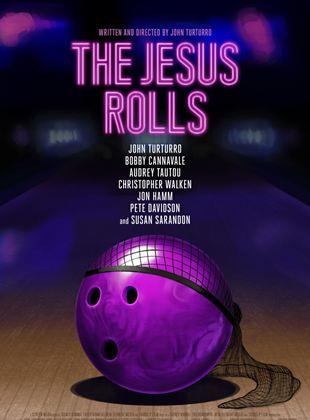 WRITTEN AND DIRECTED BY JOHN TURTURRO
THE JESUS
ROLLS
JOHN TURTURRO
BOBBY CANNAVALE
AUDREY TAUTOU
CHRISTOPHER WALKEN
JON HAMM
PETE DAVIDSON
and SUSAN SARANDON